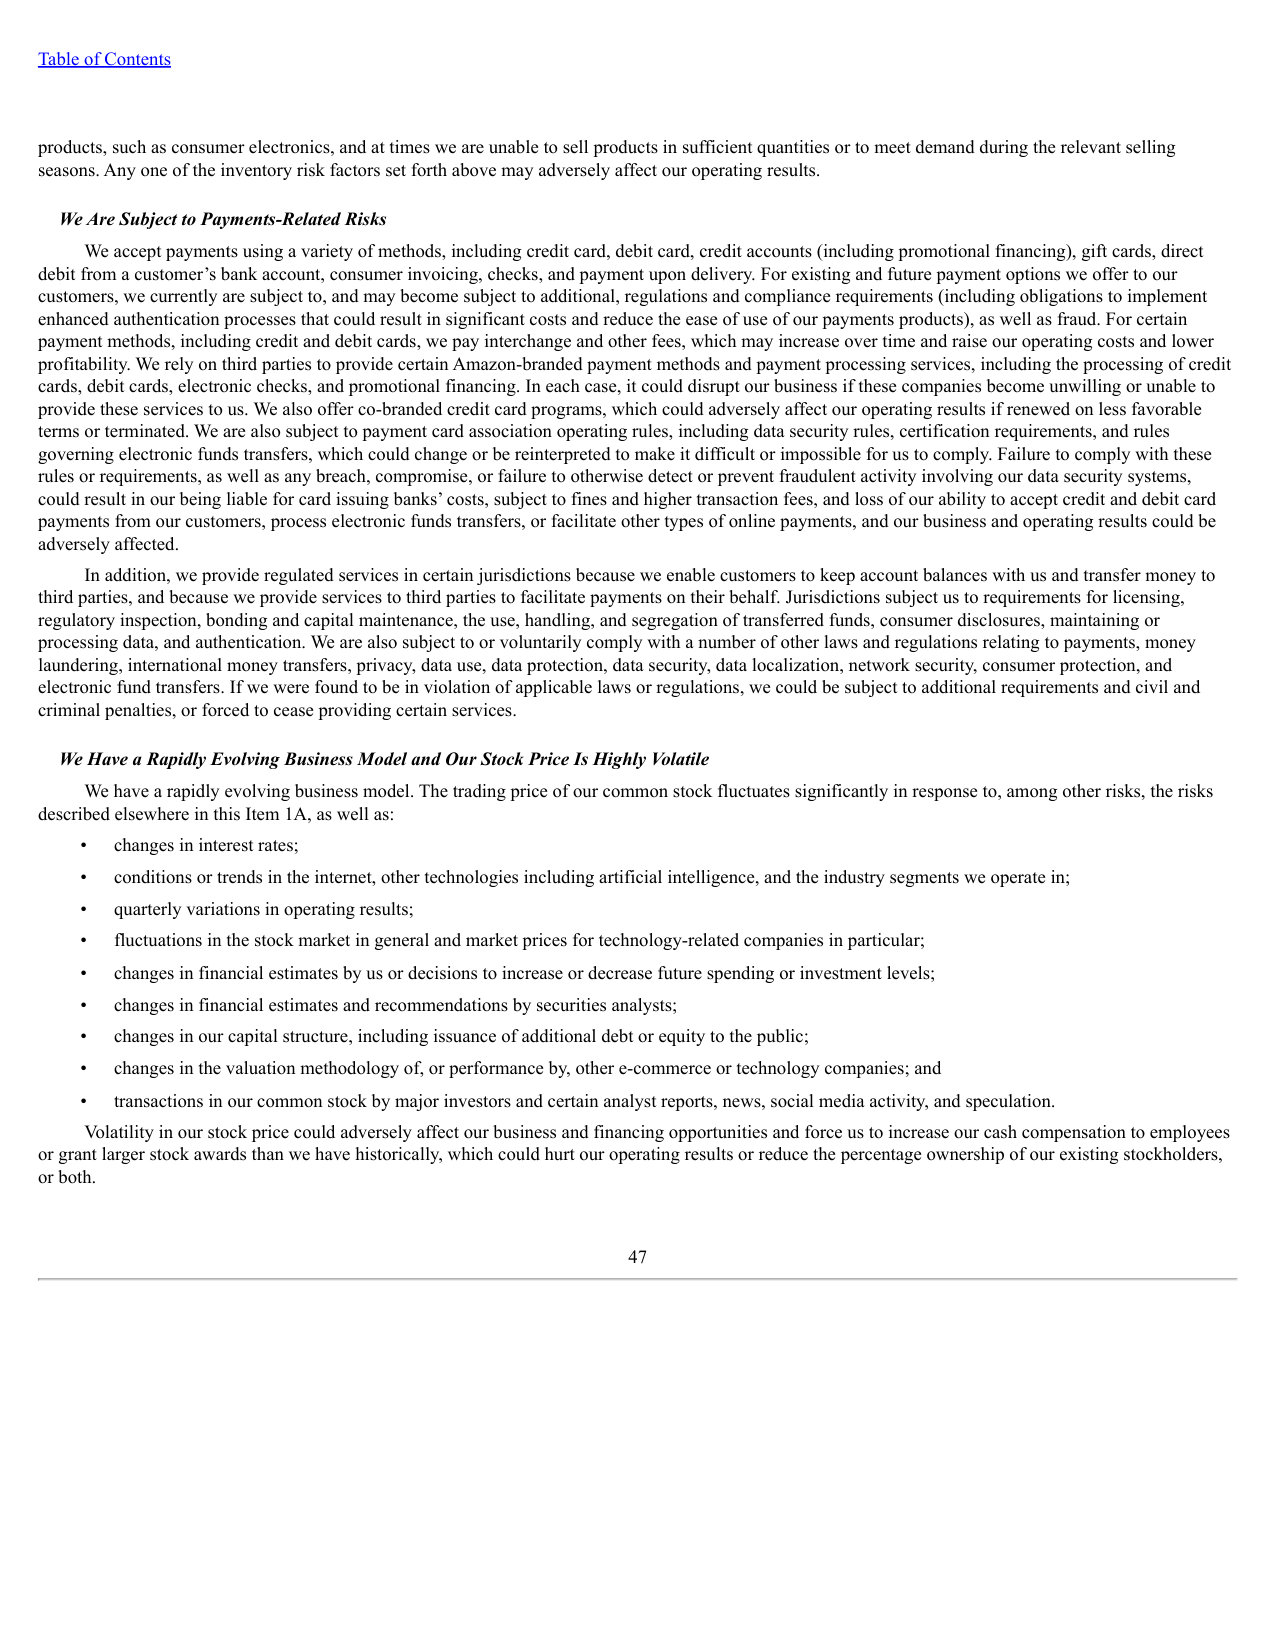 Table of Contents
products, such as consumer electronics, and at times we are unable to sell products in sufficient quantities or to meet demand during the relevant selling
seasons. Any one of the inventory risk factors set forth above may adversely affect our operating results.
We Are Subject to Payments-Related Risks
We accept payments using a variety of methods, including credit card, debit card, credit accounts (including promotional financing), gift cards, direct
debit from a customer’s bank account, consumer invoicing, checks, and payment upon delivery. For existing and future payment options we offer to our
customers, we currently are subject to, and may become subject to additional, regulations and compliance requirements (including obligations to implement
enhanced authentication processes that could result in significant costs and reduce the ease of use of our payments products), as well as fraud. For certain
payment methods, including credit and debit cards, we pay interchange and other fees, which may increase over time and raise our operating costs and lower
profitability. We rely on third parties to provide certain Amazon-branded payment methods and payment processing services, including the processing of credit
cards, debit cards, electronic checks, and promotional financing. In each case, it could disrupt our business if these companies become unwilling or unable to
provide these services to us. We also offer co-branded credit card programs, which could adversely affect our operating results if renewed on less favorable
terms or terminated. We are also subject to payment card association operating rules, including data security rules, certification requirements, and rules
governing electronic funds transfers, which could change or be reinterpreted to make it difficult or impossible for us to comply. Failure to comply with these
rules or requirements, as well as any breach, compromise, or failure to otherwise detect or prevent fraudulent activity involving our data security systems,
could result in our being liable for card issuing banks’ costs, subject to fines and higher transaction fees, and loss of our ability to accept credit and debit card
payments from our customers, process electronic funds transfers, or facilitate other types of online payments, and our business and operating results could be
adversely affected.
In addition, we provide regulated services in certain jurisdictions because we enable customers to keep account balances with us and transfer money to
third parties, and because we provide services to third parties to facilitate payments on their behalf. Jurisdictions subject us to requirements for licensing,
regulatory inspection, bonding and capital maintenance, the use, handling, and segregation of transferred funds, consumer disclosures, maintaining or
processing data, and authentication. We are also subject to or voluntarily comply with a number of other laws and regulations relating to payments, money
laundering, international money transfers, privacy, data use, data protection, data security, data localization, network security, consumer protection, and
electronic fund transfers. If we were found to be in violation of applicable laws or regulations, we could be subject to additional requirements and civil and
criminal penalties, or forced to cease providing certain services.
We Have a Rapidly Evolving Business Model and Our Stock Price Is Highly Volatile
We have a rapidly evolving business model. The trading price of our common stock fluctuates significantly in response to, among other risks, the risks
described elsewhere in this Item 1A, as well as:
• changes in interest rates;
• conditions or trends in the internet, other technologies including artificial intelligence, and the industry segments we operate in;
• quarterly variations in operating results;
• fluctuations in the stock market in general and market prices for technology-related companies in particular;
• changes in financial estimates by us or decisions to increase or decrease future spending or investment levels;
• changes in financial estimates and recommendations by securities analysts;
• changes in our capital structure, including issuance of additional debt or equity to the public;
• changes in the valuation methodology of, or performance by, other e-commerce or technology companies; and
• transactions in our common stock by major investors and certain analyst reports, news, social media activity, and speculation.
Volatility in our stock price could adversely affect our business and financing opportunities and force us to increase our cash compensation to employees
or grant larger stock awards than we have historically, which could hurt our operating results or reduce the percentage ownership of our existing stockholders,
or both.
47